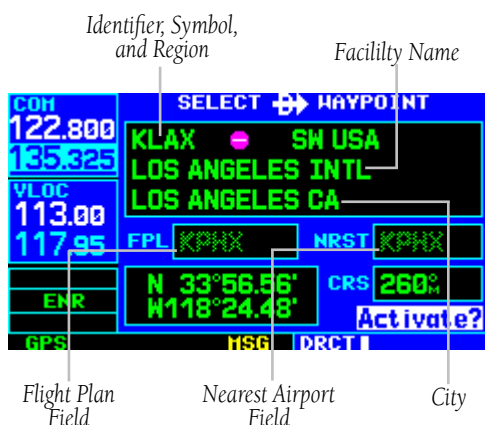 Identifier, Symbol,
and Region
Facililty Name
COM
122.800
135.325
VLOC
113.00
117.95
ENR
GPS
SELECT D WAYPOINT
KLAX SW USA
LOS ANGELES INTL
LOS ANGELES CA
FPL KPHX NRST KPHX
N 33°56.56' CRS 260°M
W118°24.48'
Activate?
MSG DRCT
Flight Plan
Field
Nearest Airport
Field
City